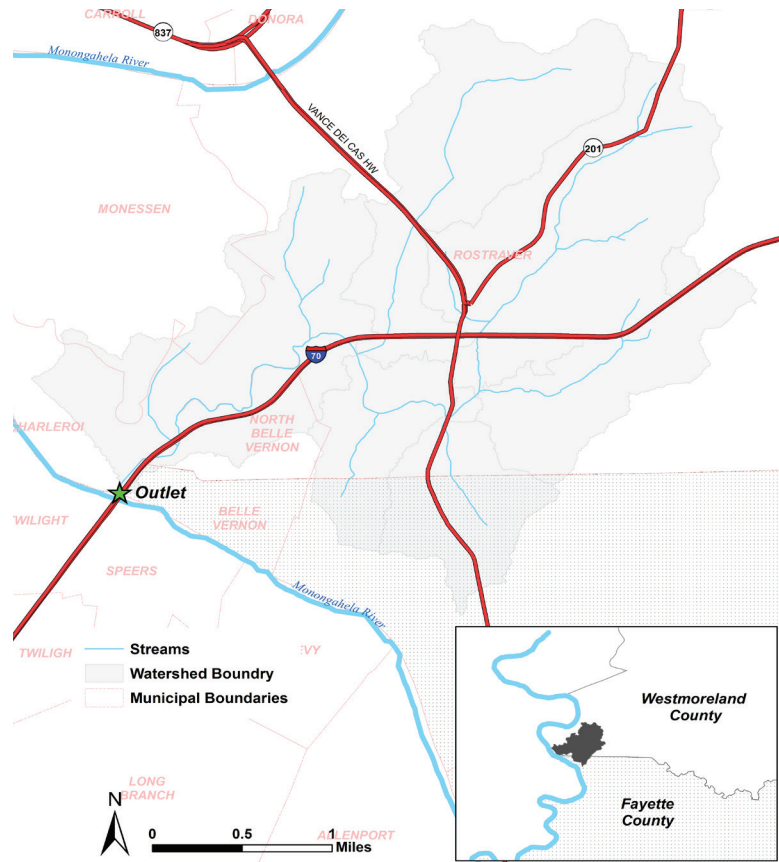 CARROLL
DONORA
837
Monongahela River
VANCE DEI CAS HW
201
MONESSEN
ROSTRAVER
70
HARLEROI
NORTH
BELLE
VERNON
Outlet
TWILIGHT
BELLE
VERNON
SPEERS
Monongahela River
TWILIGH
EVY
Streams
Watershed Boundry
Municipal Boundaries
Westmoreland
County
Fayette
County
LONG
BRANCH
N
0 0.5 1
Miles
ALLENPORT